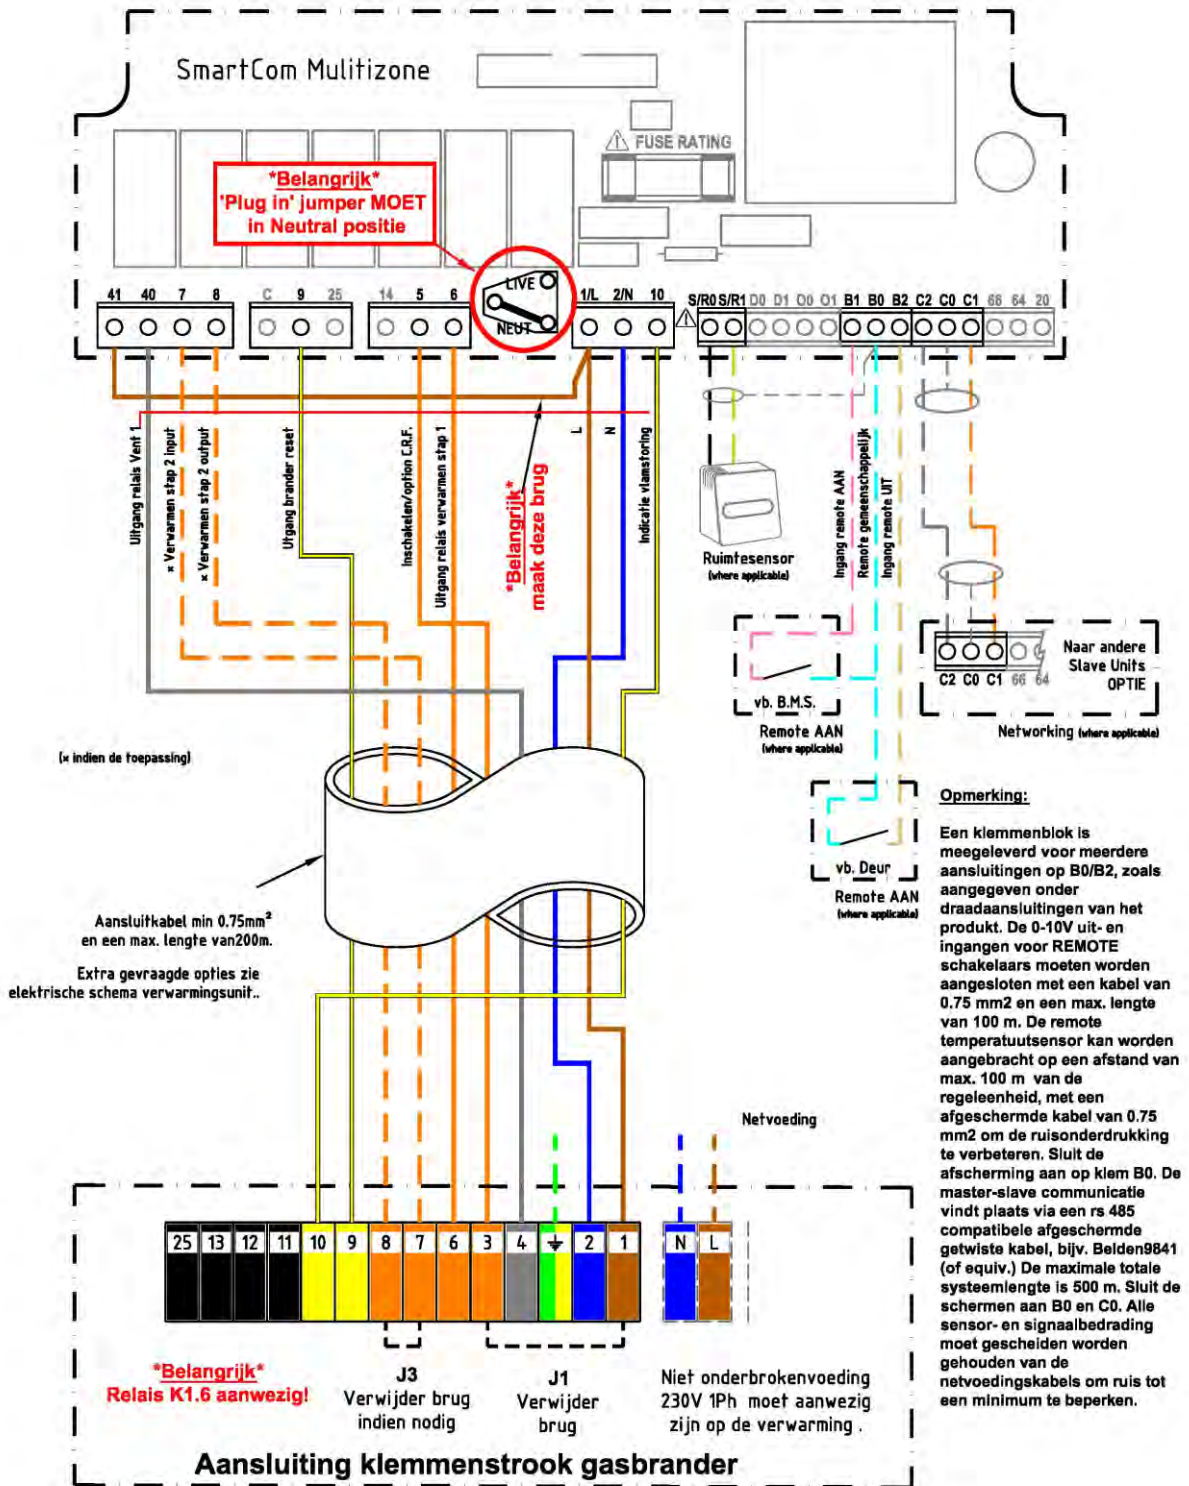 SmartCom Mulitizone
FUSE RATING
*Belangrijk*
'Plug in' jumper MOET
in Neutral positie
LIVE
NEUT
41 40 7 8 C 9 25 14 5 6 1/L 2/N 10 S/R0 S/R1 D0 D1 O0 O1 B1 B0 B2 C2 C0 C1 66 64 20
Uitgang relais Vent 1
× Verwarmen stap 2 input
× Verwarmen stap 2 output
Utgang brander reset
Inschakelen/option C.R.F.
Uitgang relais verwarmen stap 1
*Belangrijk*
maak deze brug
L
N
Indicatie vlamstoring
Ruimtesensor
(where applicable)
Ingang remote AAN
Remote gemeenschappelijk
Ingang remote UIT
vb. B.M.S.
Remote AAN
(where applicable)
C2 C0 C1 66 64
Naar andere
Slave Units
OPTIE
Networking (where applicable)
vb. Deur
Remote AAN
(where applicable)
(× indien de toepassing)
Aansluitkabel min 0.75mm²
en een max. lengte van200m.
Extra gevraagde opties zie
elektrische schema verwarmingsunit..
Opmerking:
Een klemmenblok is
meegeleverd voor meerdere
aansluitingen op B0/B2, zoals
aangegeven onder
draadaansluitingen van het
produkt. De 0-10V uit- en
ingangen voor REMOTE
schakelaars moeten worden
aangesloten met een kabel van
0.75 mm2 en een max. lengte
van 100 m. De remote
temperatuutsensor kan worden
aangebracht op een afstand van
max. 100 m van de
regeleenheid, met een
afgeschermde kabel van 0.75
mm2 om de ruisonderdrukking
te verbeteren. Sluit de
afscherming aan op klem B0. De
master-slave communicatie
vindt plaats via een rs 485
compatibele afgeschermde
getwiste kabel, bijv. Belden9841
(of equiv.) De maximale totale
systeemlengte is 500 m. Sluit de
schermen aan B0 en C0. Alle
sensor- en signaalbedrading
moet gescheiden worden
gehouden van de
netvoedingskabels om ruis tot
een minimum te beperken.
Netvoeding
25 13 12 11 10 9 8 7 6 3 4 2 1 N L
*Belangrijk*
Relais K1.6 aanwezig!
J3
Verwijder brug
indien nodig
J1
Verwijder
brug
Niet onderbrokenvoeding
230V 1Ph moet aanwezig
zijn op de verwarming .
Aansluiting klemmenstrook gasbrander